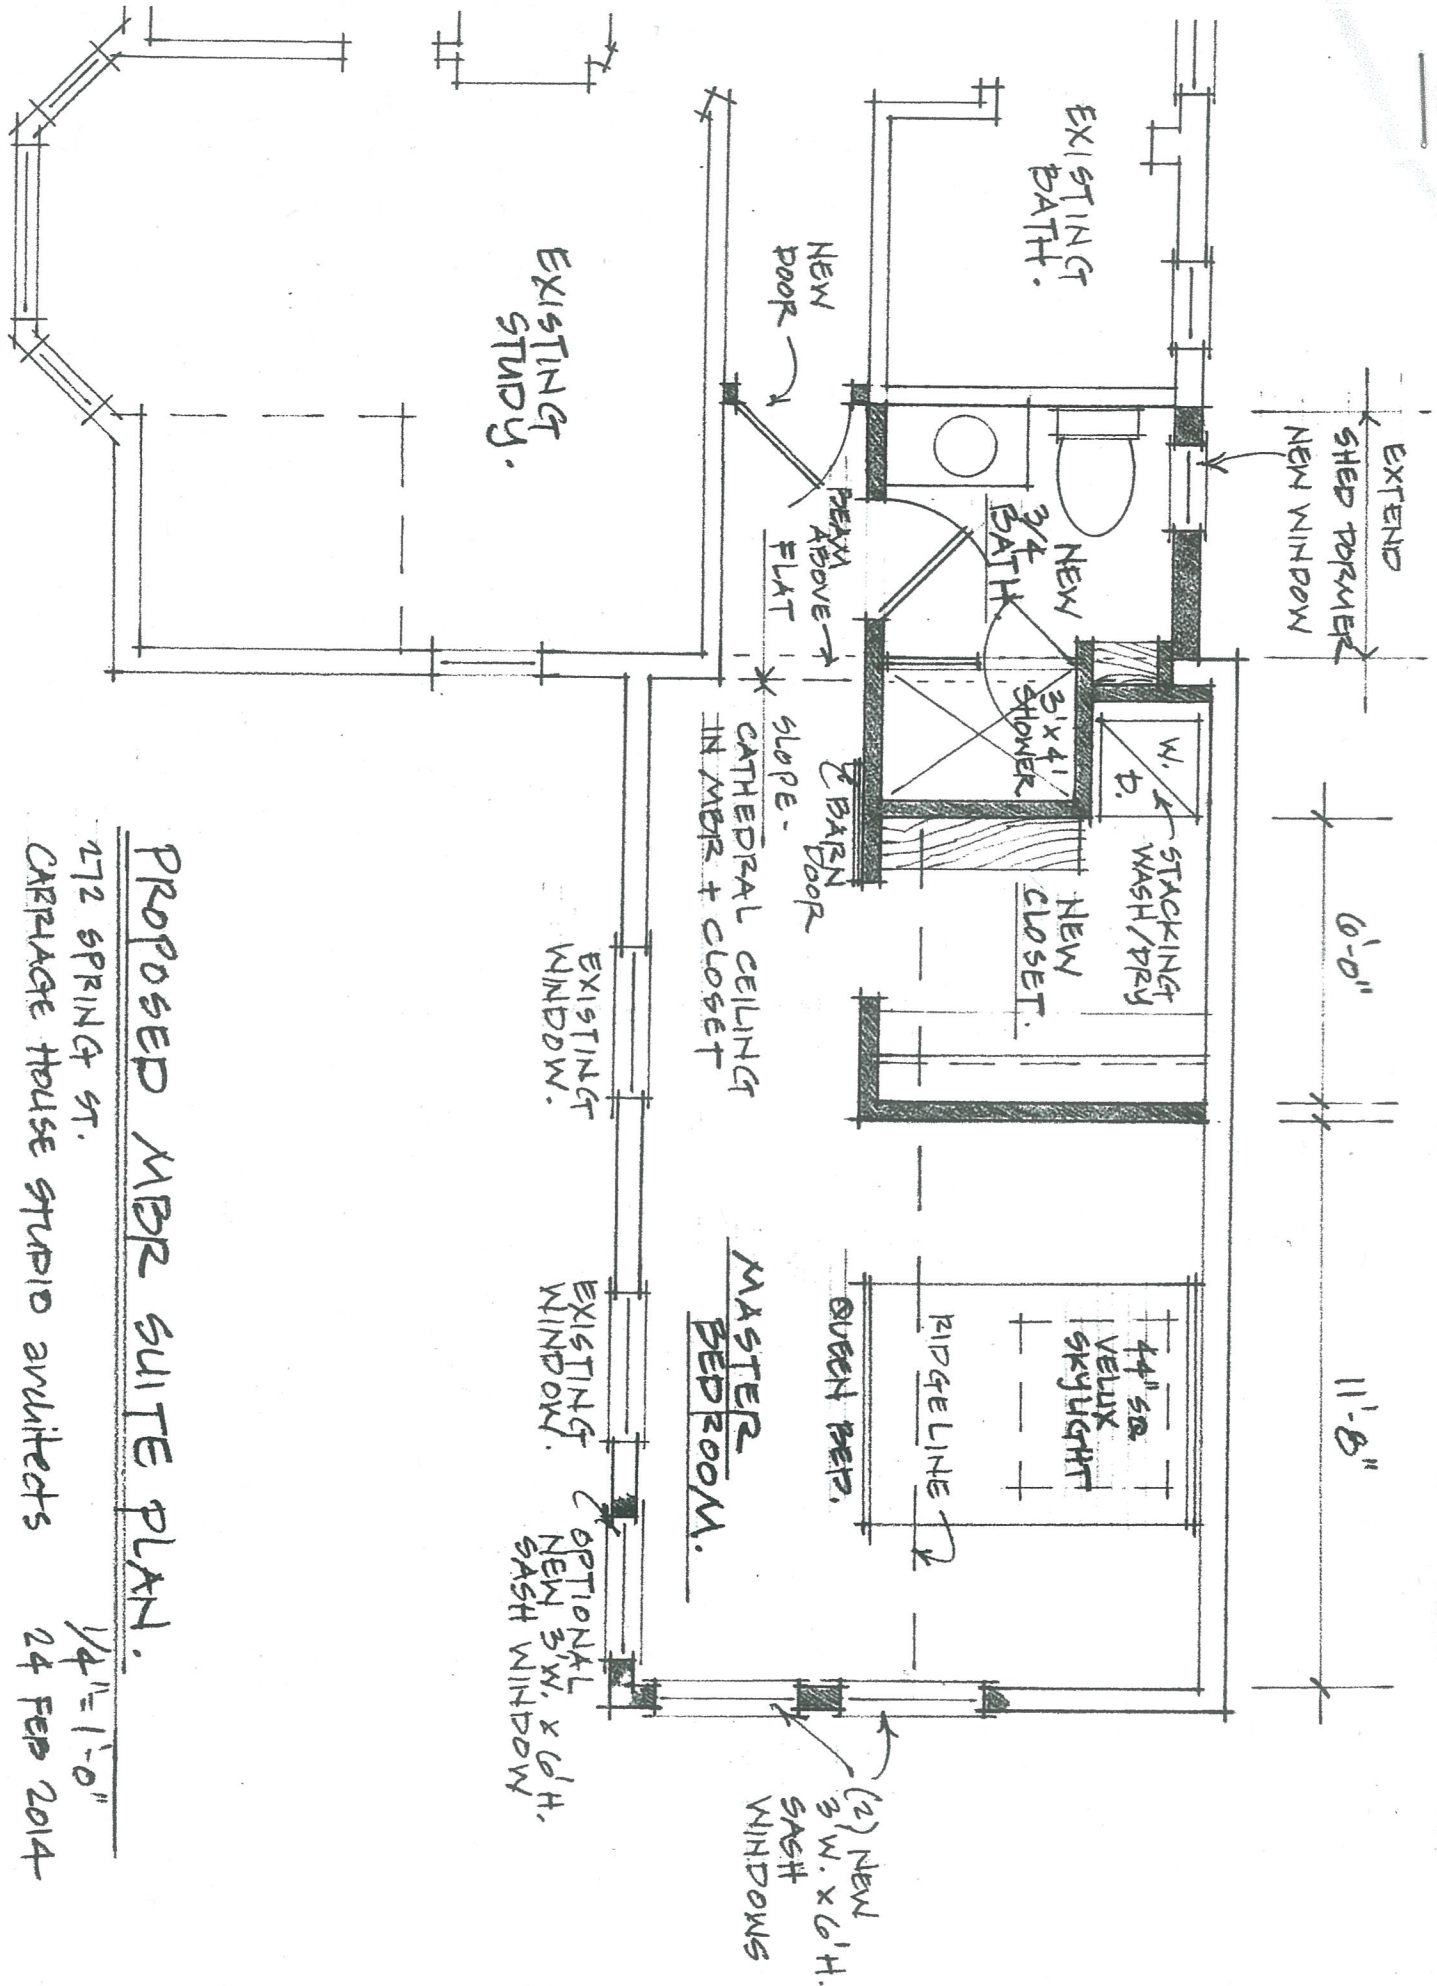 EXTEND
SHED DORMER
NEW WINDOW
6'-0"
11'-8"
EXISTING
BATH.
NEW
3/4
BATH
W.
D.
STACKING
WASH/DRY
3'x4'
SHOWER
NEW
CLOSET.
44" SQ.
VELUX
SKYLIGHT
RIDGELINE
QUEEN BED.
NEW
DOOR
BEAM
ABOVE
FLAT
BARN
DOOR
SLOPE -
CATHEDRAL CEILING
IN MBR + CLOSET
MASTER
BEDROOM.
(2) NEW
3'W. x 6'H.
SASH
WINDOWS
EXISTING
STUDY.
EXISTING
WINDOW.
EXISTING
WINDOW.
OPTIONAL
NEW 3'W. x 6'H.
SASH WINDOW
PROPOSED MBR SUITE PLAN.
1/4"=1'-0"
272 SPRING ST.
CARRIAGE HOUSE STUDIO architects 24 FEB 2014